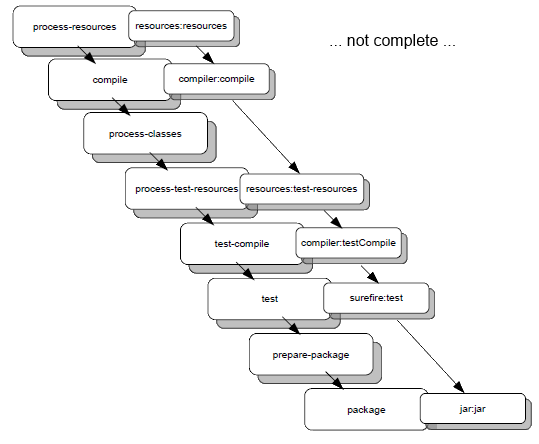 process-resources
resources:resources
... not complete ...
compile
compiler:compile
process-classes
process-test-resources
resources:test-resources
test-compile
compiler:testCompile
test
surefire:test
prepare-package
package
jar:jar